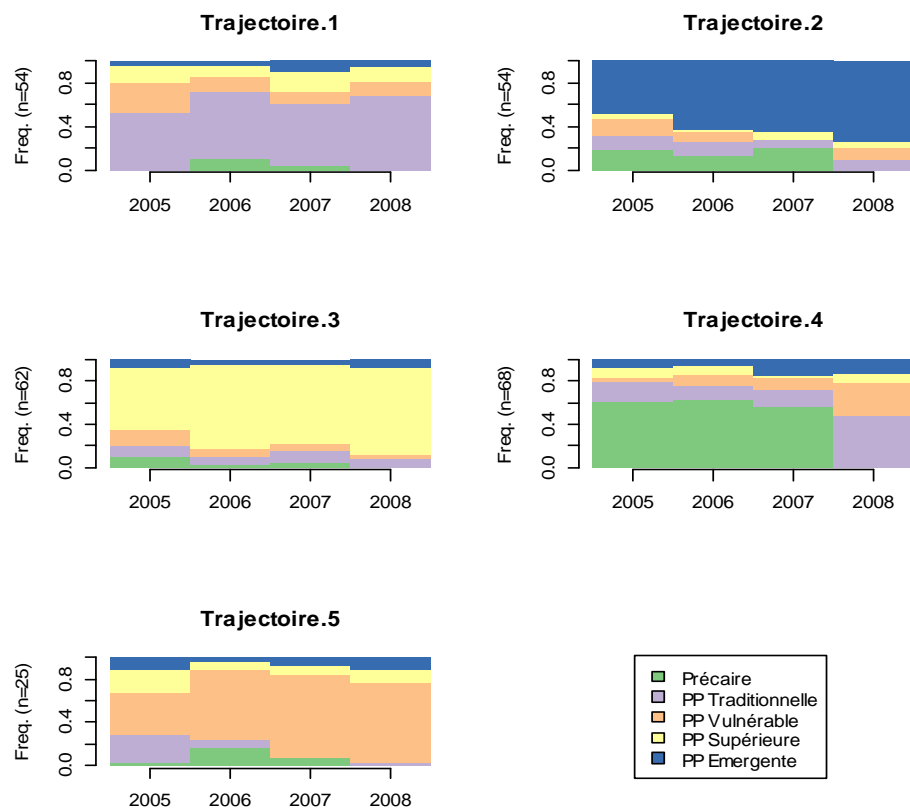 Trajectoire.1
Freq. (n=54)
0.0 0.4 0.8
2005 2006 2007 2008
Trajectoire.2
Freq. (n=54)
0.0 0.4 0.8
2005 2006 2007 2008
Trajectoire.3
Freq. (n=62)
0.0 0.4 0.8
2005 2006 2007 2008
Trajectoire.4
Freq. (n=68)
0.0 0.4 0.8
2005 2006 2007 2008
Trajectoire.5
Freq. (n=25)
0.0 0.4 0.8
2005 2006 2007 2008
Précaire
PP Traditionnelle
PP Vulnérable
PP Supérieure
PP Emergente